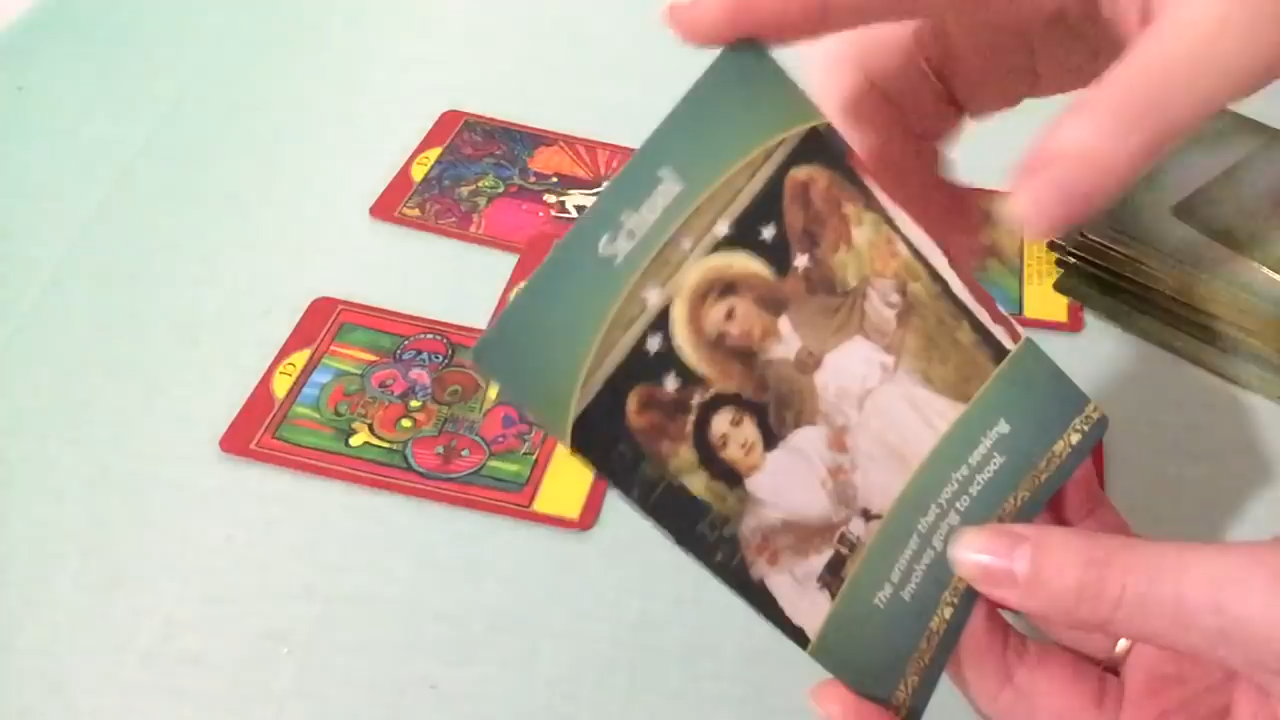 School
The answer that you're seeking
involves going to school.